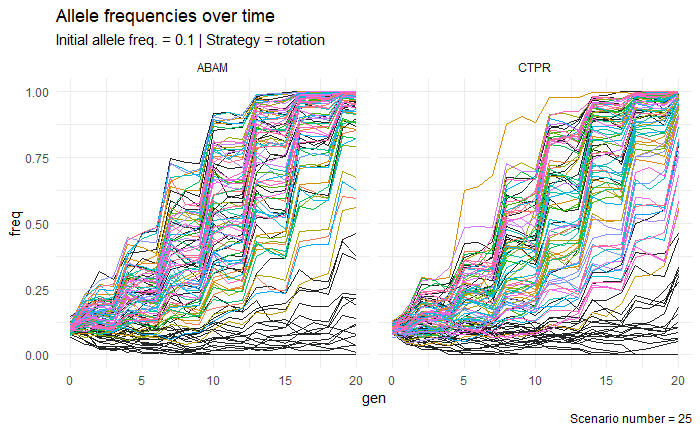 Allele frequencies over time
Initial allele freq. = 0.1 | Strategy = rotation
ABAM CTPR
1.00
0.75
0.50
0.25
0.00
freq
0 5 10 15 20 0 5 10 15 20
gen
Scenario number = 25